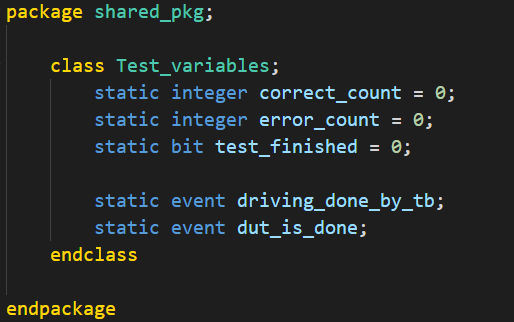 package shared_pkg;
class Test_variables;
static integer correct_count = 0;
static integer error_count = 0;
static bit test_finished = 0;
static event driving_done_by_tb;
static event dut_is_done;
endclass
endpackage